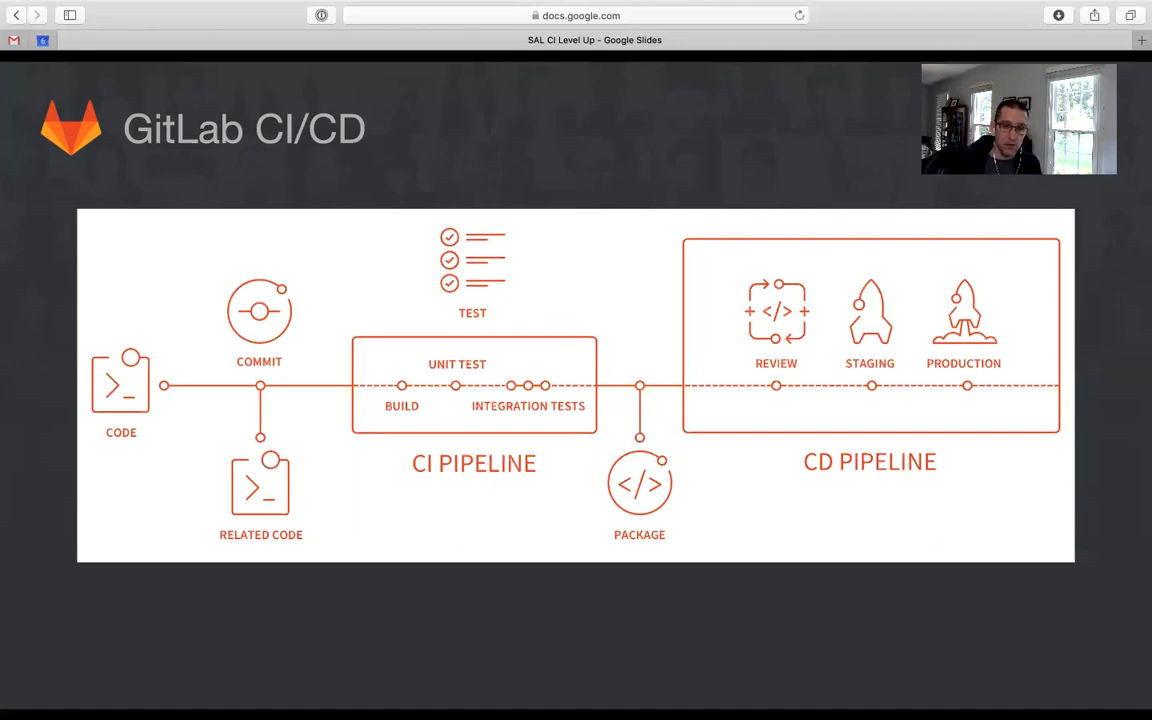 docs.google.com
SAL CI Level Up - Google Slides
GitLab CI/CD
TEST
COMMIT
UNIT TEST
REVIEW
STAGING
PRODUCTION
BUILD
INTEGRATION TESTS
CODE
CI PIPELINE
CD PIPELINE
RELATED CODE
PACKAGE